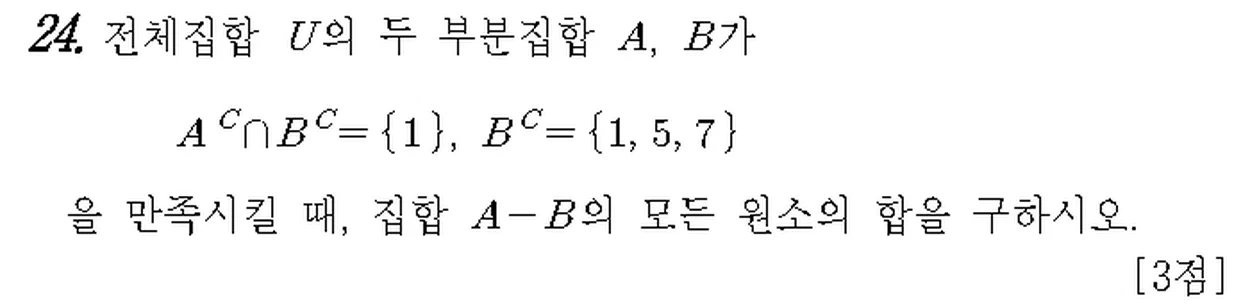 24. 전체집합 U의 두 부분집합 A, B가
A^C∩B^C={1}, B^C={1, 5, 7}
을 만족시킬 때, 집합 A-B의 모든 원소의 합을 구하시오.
[3점]